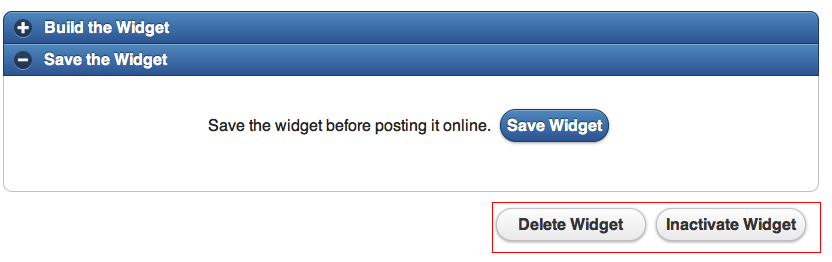 Build the Widget
Save the Widget
Save the widget before posting it online. Save Widget
Delete Widget Inactivate Widget